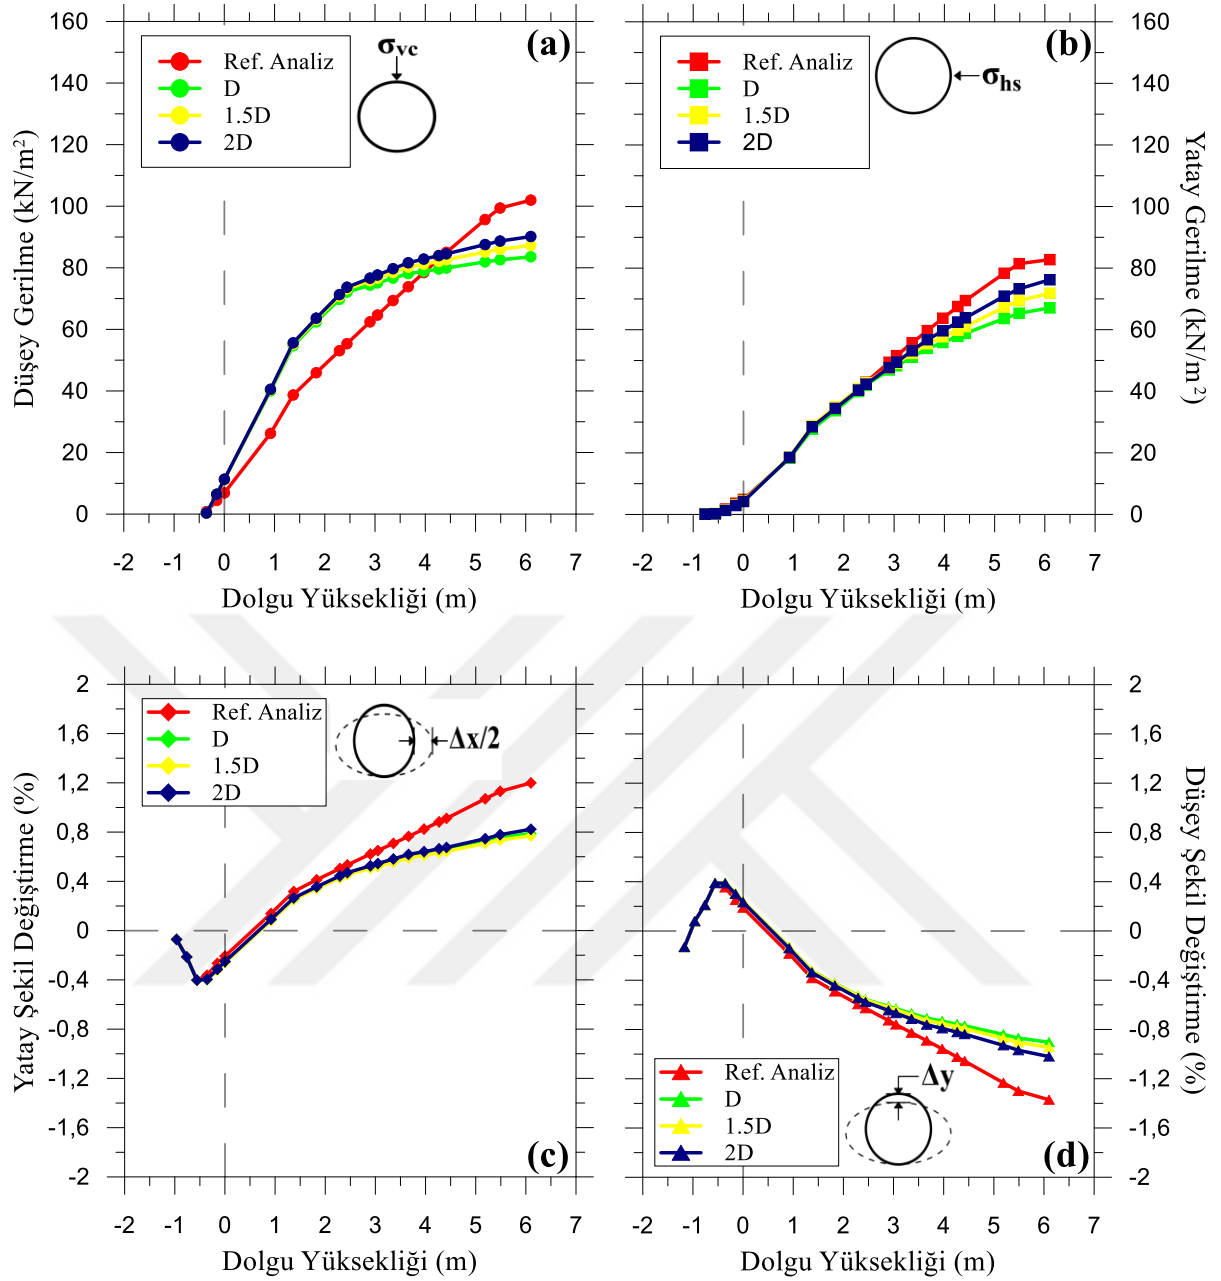 (a)
σvc
Ref. Analiz
D
1.5D
2D
160
140
120
100
80
60
40
20
0
-2 -1 0 1 2 3 4 5 6 7
Düşey Gerilme (kN/m²)
Dolgu Yüksekliği (m)
(b)
σhs
Ref. Analiz
D
1.5D
2D
160
140
120
100
80
60
40
20
0
-2 -1 0 1 2 3 4 5 6 7
Yatay Gerilme (kN/m²)
Dolgu Yüksekliği (m)
Ref. Analiz
D
1.5D
2D
Δx/2
2
1,6
1,2
0,8
0,4
0
-0,4
-0,8
-1,2
-1,6
-2
-2 -1 0 1 2 3 4 5 6 7
Yatay Şekil Değiştirme (%)
(c)
Dolgu Yüksekliği (m)
2
1,6
1,2
0,8
0,4
0
-0,4
-0,8
-1,2
-1,6
-2
-2 -1 0 1 2 3 4 5 6 7
Düşey Şekil Değiştirme (%)
Ref. Analiz
D
1.5D
2D
Δy
(d)
Dolgu Yüksekliği (m)